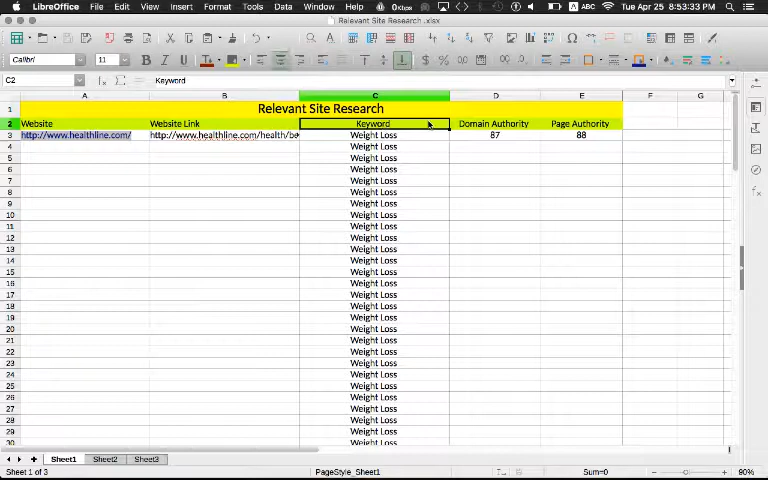 LibreOffice File Edit View Insert Format Tools Data Window Help 0Kbps ABC Tue Apr 25 8:53:33 PM
Relevant Site Research .xlsx
Calibri 11
C2 Keyword
A B C D E F G
1 Relevant Site Research
2 Website Website Link Keyword Domain Authority Page Authority
3 http://www.healthline.com/ http://www.healthline.com/health/be Weight Loss 87 88
4 Weight Loss
5 Weight Loss
6 Weight Loss
7 Weight Loss
8 Weight Loss
9 Weight Loss
10 Weight Loss
11 Weight Loss
12 Weight Loss
13 Weight Loss
14 Weight Loss
15 Weight Loss
16 Weight Loss
17 Weight Loss
18 Weight Loss
19 Weight Loss
20 Weight Loss
21 Weight Loss
22 Weight Loss
23 Weight Loss
24 Weight Loss
25 Weight Loss
26 Weight Loss
27 Weight Loss
28 Weight Loss
29 Weight Loss
30 Weight Loss
Sheet1 Sheet2 Sheet3
Sheet 1 of 3 PageStyle_Sheet1 Sum=0 90%